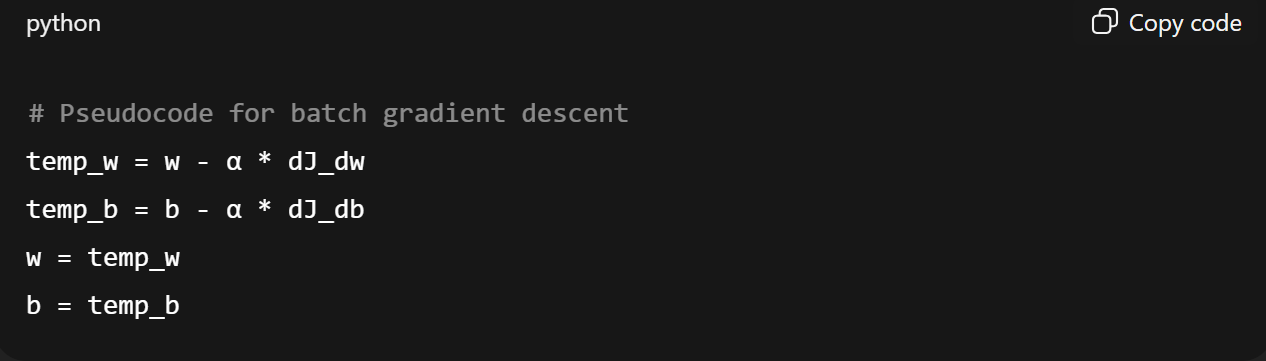 python
Copy code
# Pseudocode for batch gradient descent
temp_w = w - α * dJ_dw
temp_b = b - α * dJ_db
w = temp_w
b = temp_b